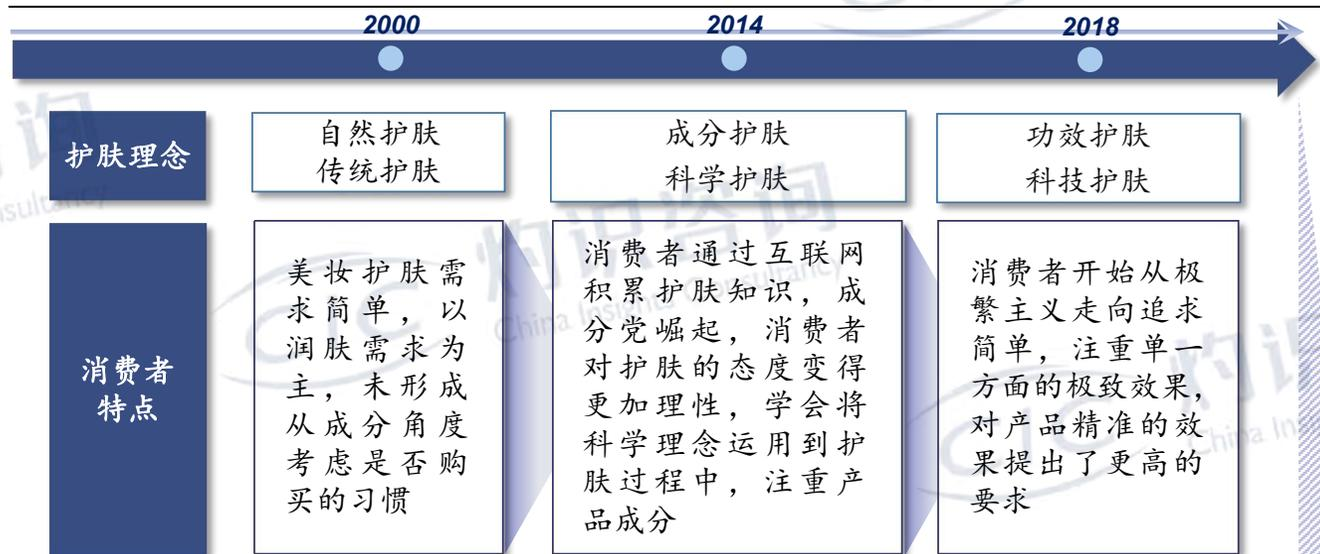 2000
2014
2018
护肤理念
自然护肤
传统护肤
成分护肤
科学护肤
功效护肤
科技护肤
消费者
特点
美妆护肤需
求简单，以
润肤需求为
主，未形成
从成分角度
考虑是否购
买的习惯
消费者通过互联网
积累护肤知识，成
分党崛起，消费者
对护肤的态度变得
更加理性，学会将
科学理念运用到护
肤过程中，注重产
品成分
消费者开始从极
繁主义走向追求
简单，注重单一
方面的极致效果，
对产品精准的效
果提出了更高的
要求
灼识咨询
China Insights Consultancy
CIC